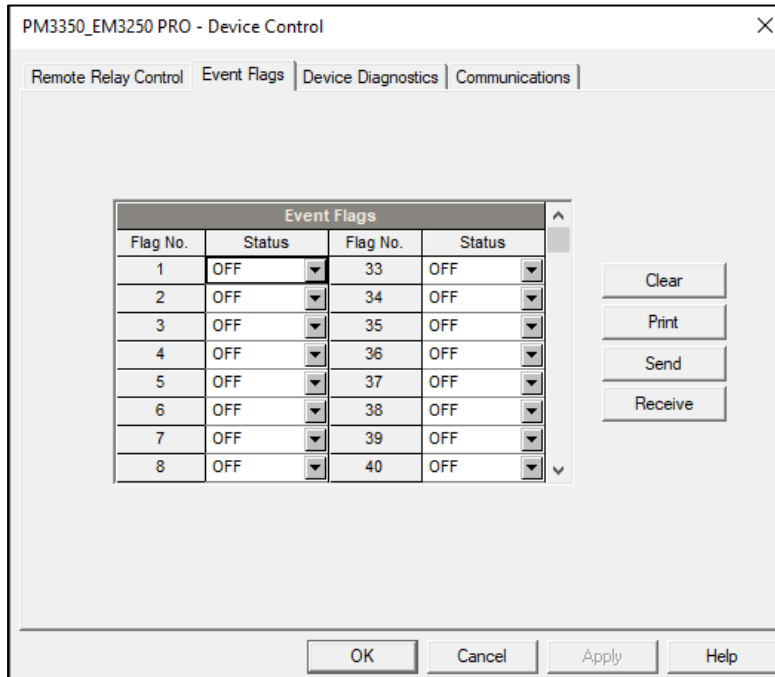 PM3350_EM3250 PRO - Device Control
Remote Relay Control Event Flags Device Diagnostics Communications
Event Flags
Flag No. Status Flag No. Status
1 OFF 33 OFF
2 OFF 34 OFF
3 OFF 35 OFF
4 OFF 36 OFF
5 OFF 37 OFF
6 OFF 38 OFF
7 OFF 39 OFF
8 OFF 40 OFF
Clear
Print
Send
Receive
OK Cancel Apply Help